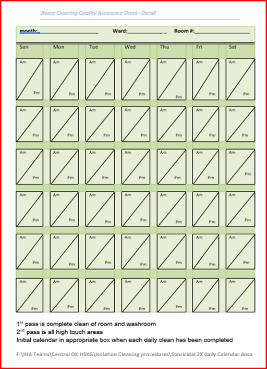 Room Cleaning Quality Assurance Sheet - Detail
month:_ Ward:____________ _ Room #:____________________
Sun Mon Tue Wed Thu Fri Sat
Am Am Am Am Am Am Am
Pm Pm Pm Pm Pm Pm Pm
Am Am Am Am Am Am Am
Pm Pm Pm Pm Pm Pm Pm
Am Am Am Am Am Am Am
Pm Pm Pm Pm Pm Pm Pm
Am Am Am Am Am Am Am
Pm Pm Pm Pm Pm Pm Pm
Am Am Am Am Am Am Am
Pm Pm Pm Pm Pm Pm Pm
Am Am Am Am Am Am Am
Pm Pm Pm Pm Pm Pm Pm
1st pass is complete clean of room and washroom
2nd pass is all high touch areas
Initial calendar in appropriate box when each daily clean has been completed
Central OK HSKG\Isolation Cleaning procedures\Sporicidal 2X daily Calendar.docx